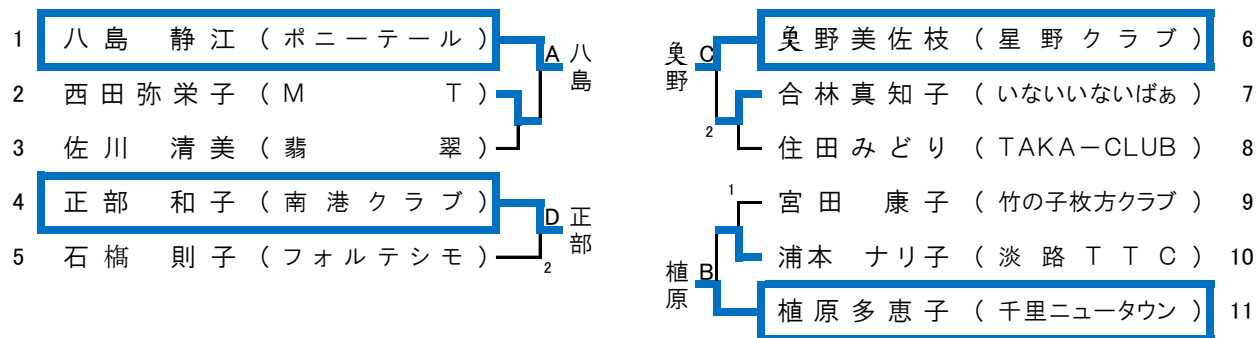 1 八島 静江 (ポニーテール)
A 八島
2 西田弥栄子 (M T)
3 佐川 清美 (翡 翠)
4 正部 和子 (南港クラブ)
D 正部
5 石橋 則子 (フォルテシモ)
2
奥野 C
奥野美佐枝 (星野クラブ) 6
合林真知子 (いないいないばぁ) 7
2
住田みどり (TAKA-CLUB) 8
1
宮田 康子 (竹の子枚方クラブ) 9
浦本 ナリ子 (淡路TTC) 10
植原 B
植原多恵子 (千里ニュータウン) 11